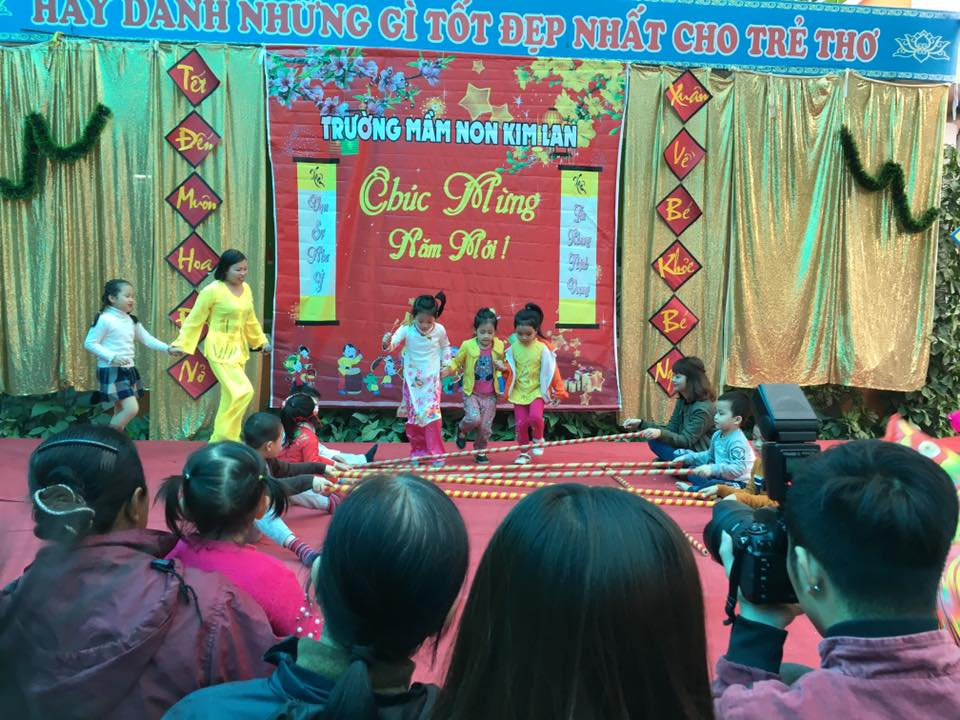 HÃY DÀNH NHỮNG GÌ TỐT ĐẸP NHẤT CHO TRẺ THƠ
TRƯỜNG MẦM NON KIM LAN
Chúc Mừng
Năm Mới !
Tết
Đến
Muôn
Hoa
Nở
Xuân
Về
Bé
Khỏe
Bé